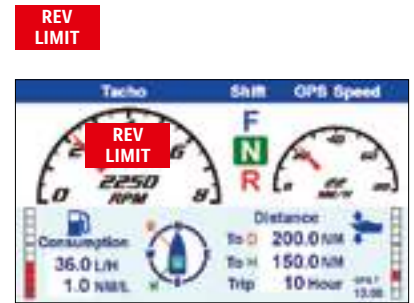 REV
LIMIT
Tacho Shift GPS Speed
REV
LIMIT
F
N
R
2
6
0
8
2250
RPM
Distance
Consumption
36.0 L/H
1.0 NM/L
To D 200.0 NM
To H 150.0 NM
Trip 10 Hour